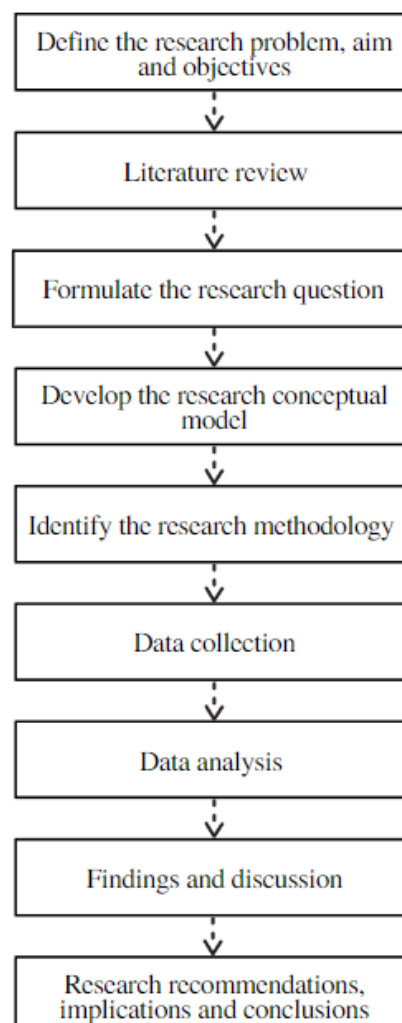 Define the research problem, aim
and objectives
Literature review
Formulate the research question
Develop the research conceptual
model
Identify the research methodology
Data collection
Data analysis
Findings and discussion
Research recommendations,
implications and conclusions